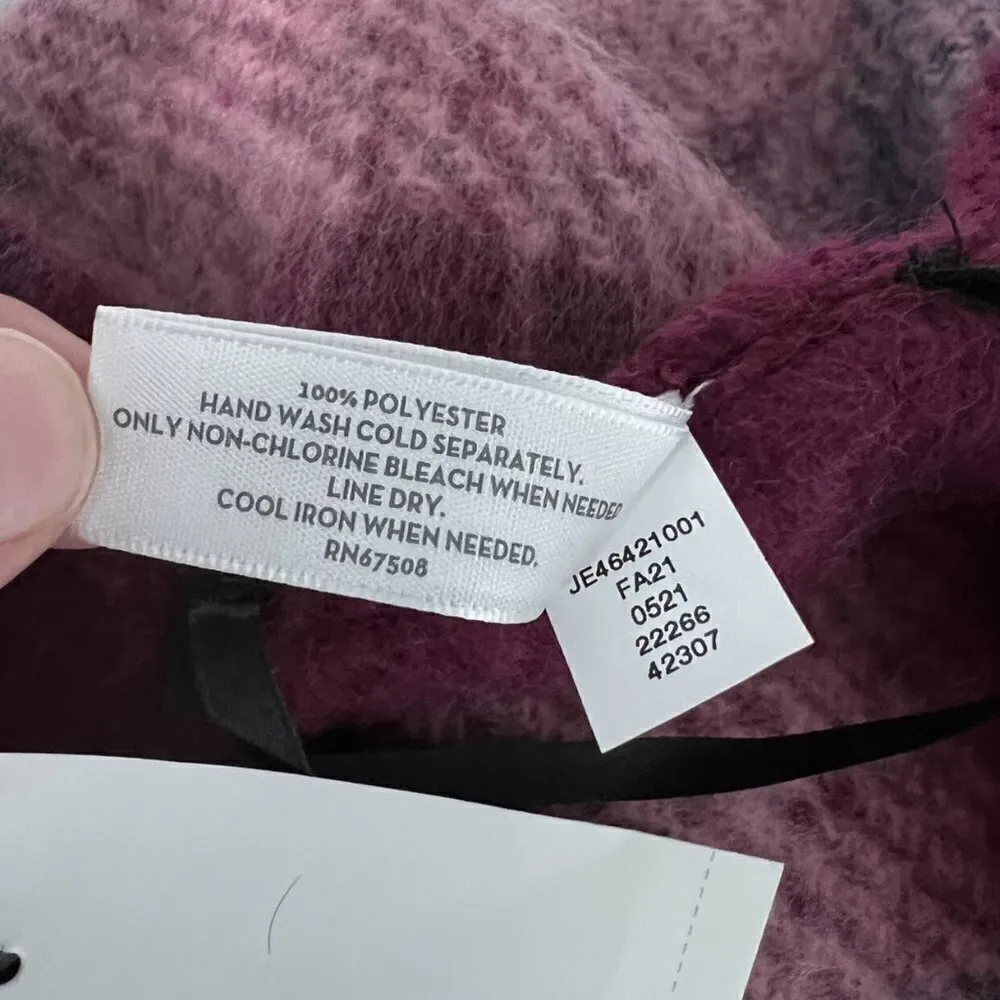 100% POLYESTER
HAND WASH COLD SEPARATELY.
ONLY NON-CHLORINE BLEACH WHEN NEEDED
LINE DRY.
COOL IRON WHEN NEEDED.
RN67508
JE46421001
FA21
0521
22266
42307